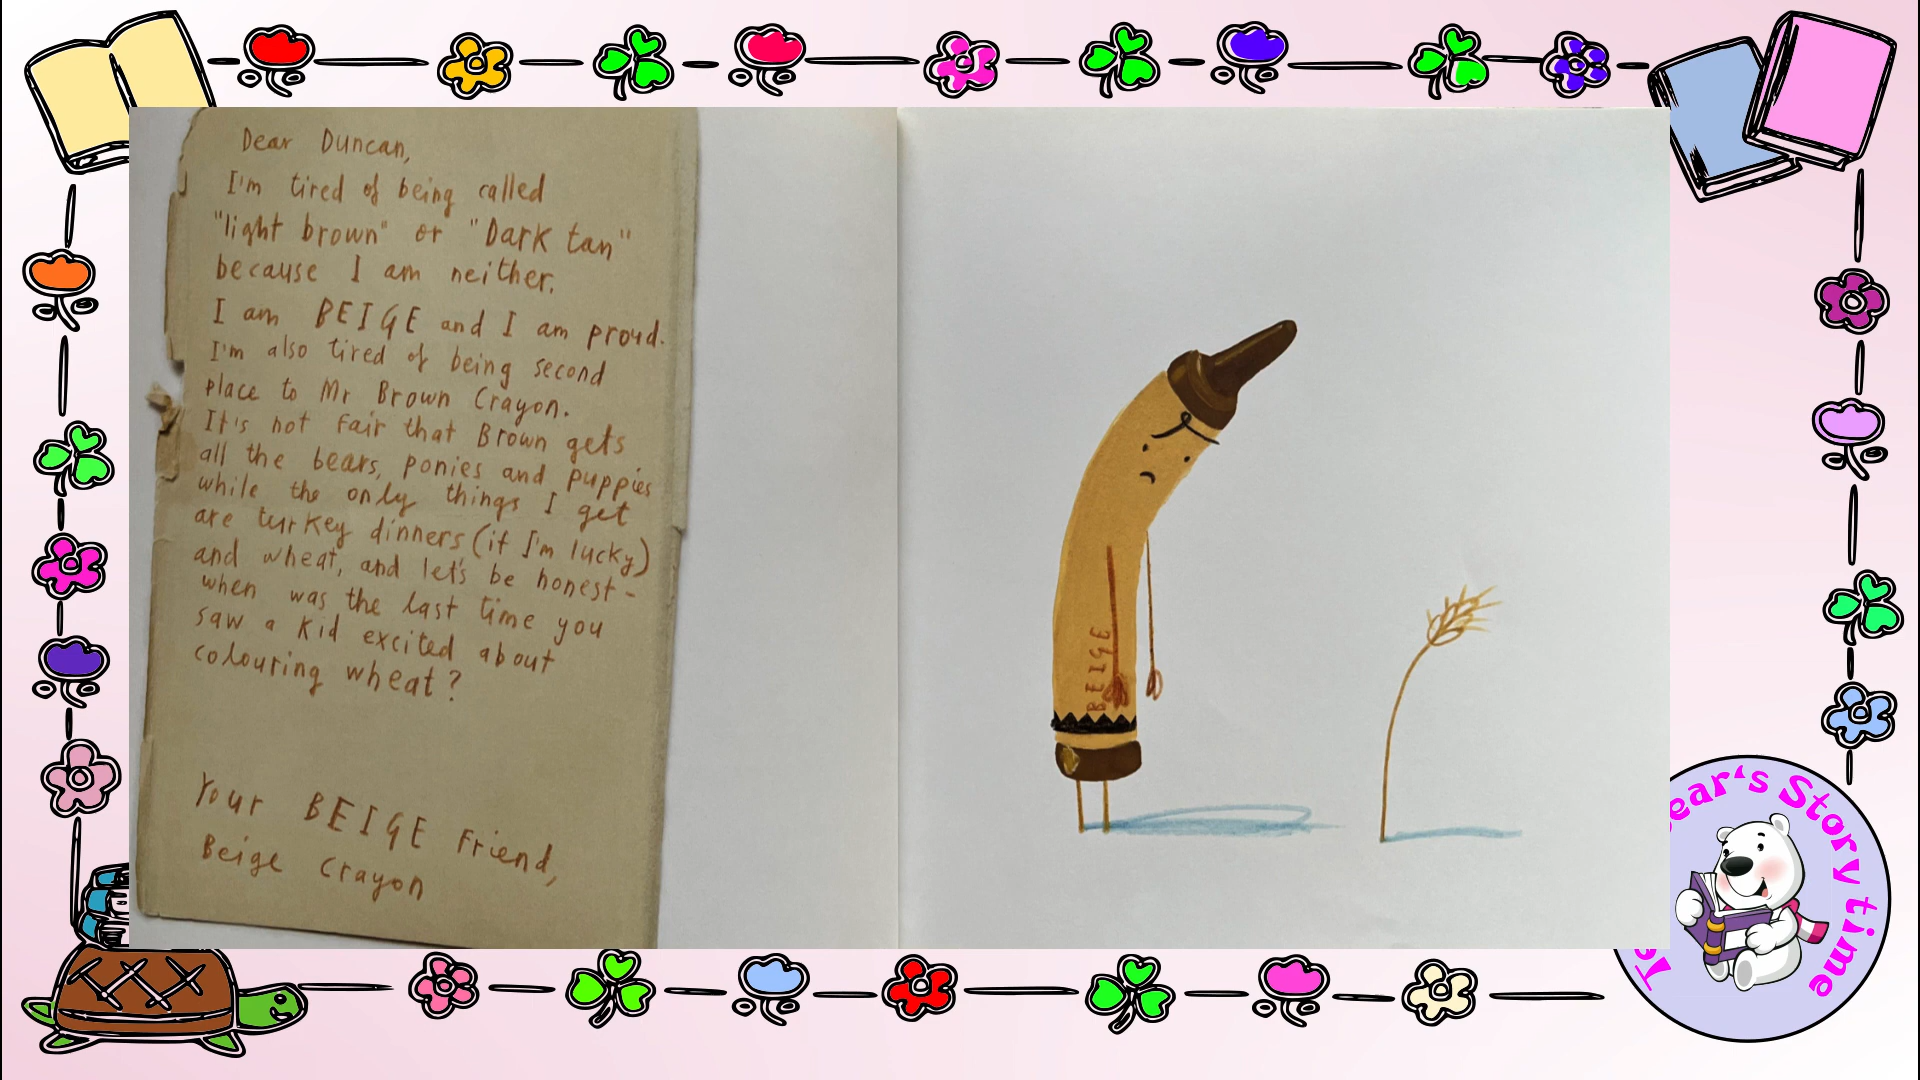 Dear Duncan,
I'm tired of being called
"light brown" or "Dark tan"
because I am neither.
I am BEIGE and I am proud.
I'm also tired of being second
place to Mr Brown Crayon.
It's not fair that Brown gets
all the bears, ponies and puppies
while the only things I get
are turkey dinners (if I'm lucky)
and wheat, and let's be honest -
when was the last time you
saw a kid excited about
colouring wheat?
Your BEIGE friend,
Beige Crayon
BEIGE
ear's Story time